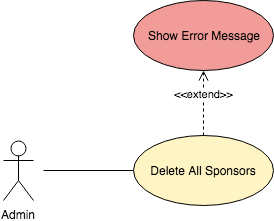 Show Error Message
<<extend>>
Delete All Sponsors
Admin